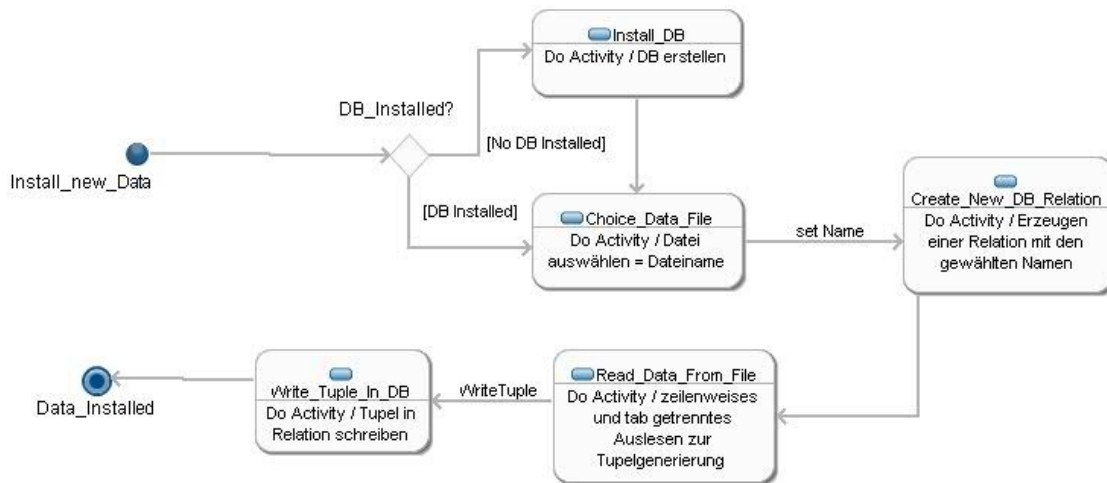 Install_DB
Do Activity / DB erstellen
DB_Installed?
[No DB Installed]
Install_new_Data
[DB Installed]
Choice_Data_File
Do Activity / Datei
auswählen = Dateiname
set Name
Create_New_DB_Relation
Do Activity / Erzeugen
einer Relation mit den
gewählten Namen
Data_Installed
Write_Tuple_In_DB
Do Activity / Tupel in
Relation schreiben
WriteTuple
Read_Data_From_File
Do Activity / zeilenweises
und tab getrenntes
Auslesen zur
Tupelgenerierung